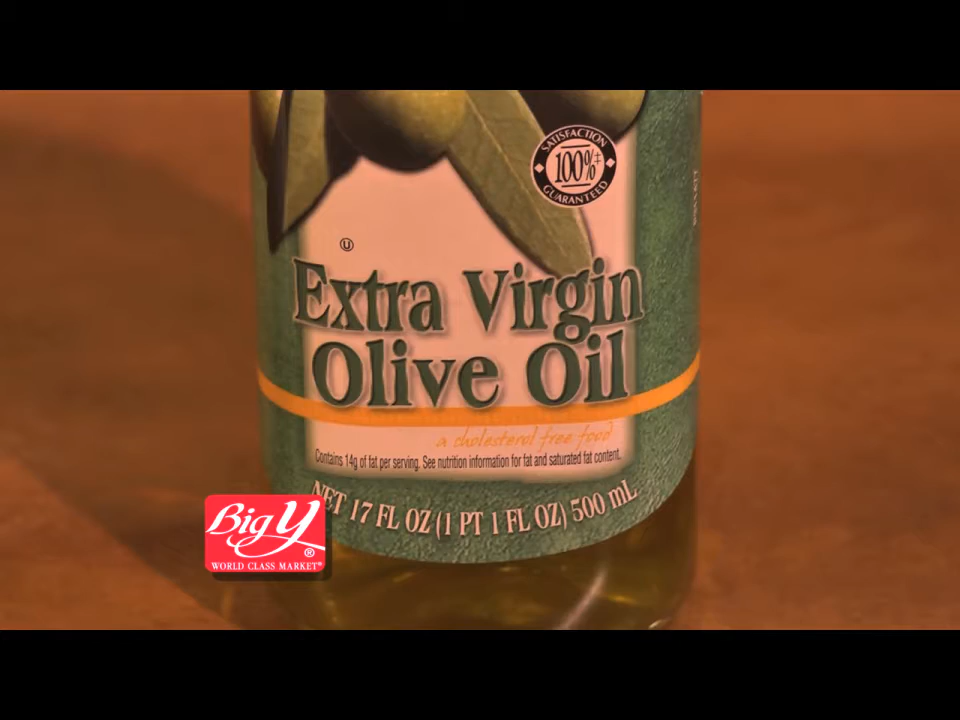 SATISFACTION
100%‡
GUARANTEED
U
Extra Virgin
Olive Oil
a cholesterol free food
Contains 14g of fat per serving. See nutrition information for fat and saturated fat content.
NET 17 FL OZ (1 PT 1 FL OZ) 500 mL
Big Y®
WORLD CLASS MARKET®